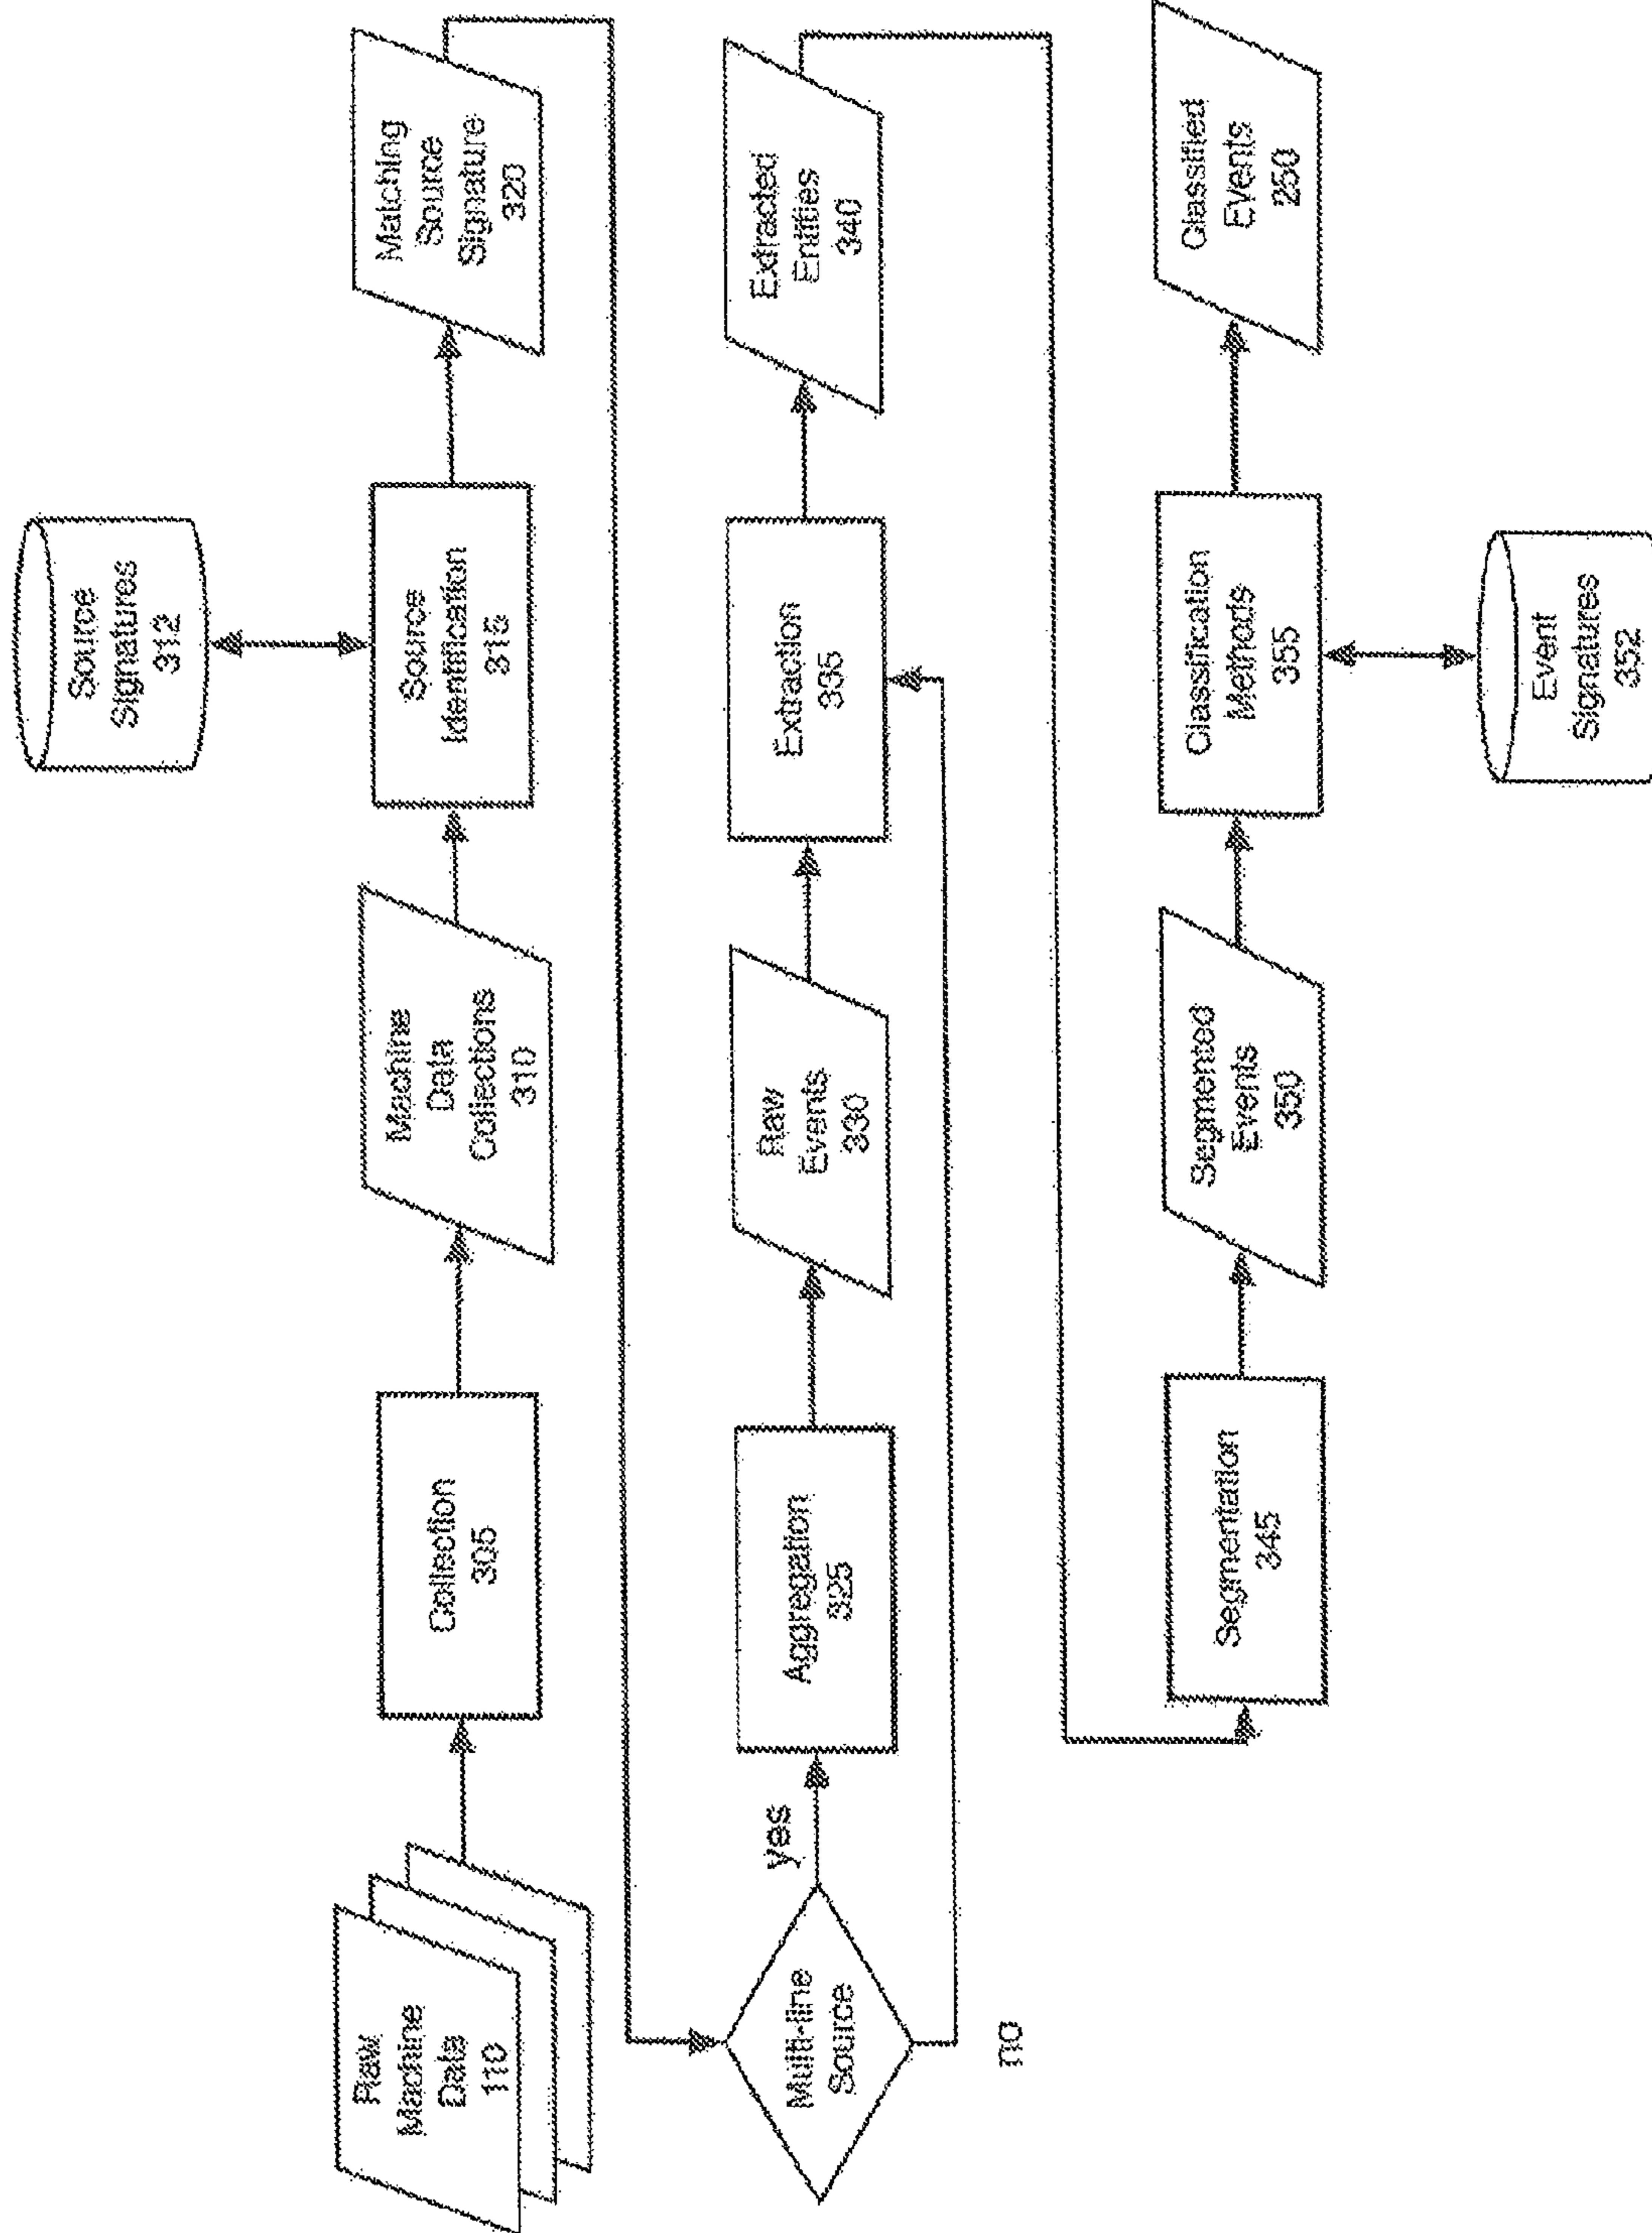 Source
Signatures
312
Raw
Machine
Data
110
Collection
305
Machine
Data
Collections
310
Source
Identification
315
Matching
Source
Signature
320
Multi-line
Source
yes
no
Aggregation
325
Raw
Events
330
Extraction
335
Extracted
Entities
340
Segmentation
345
Segmented
Events
350
Classification
Methods
355
Classified
Events
250
Event
Signatures
352